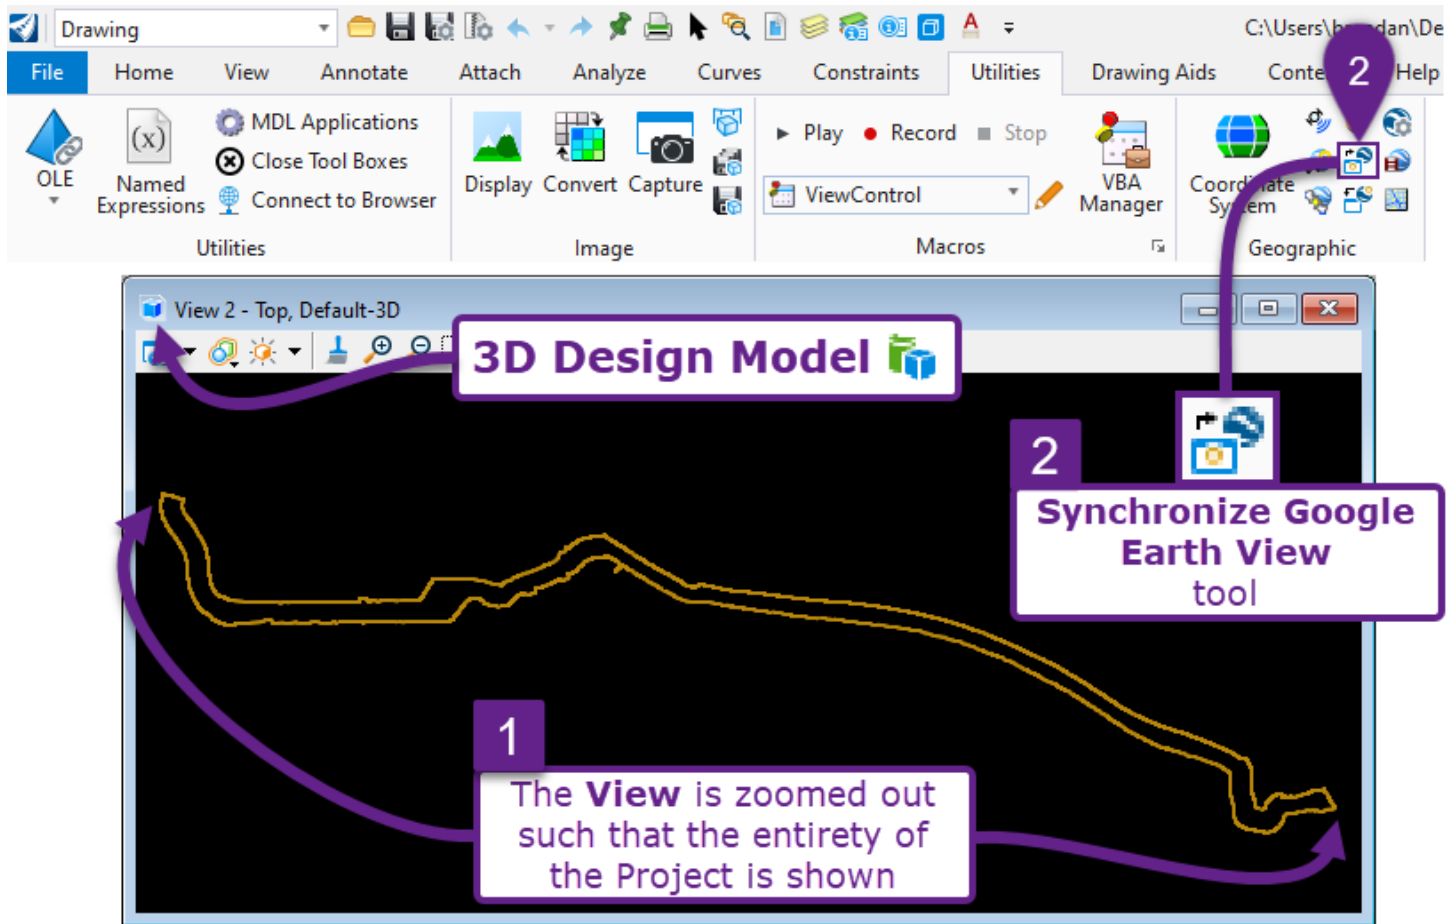 Drawing
C:\Users\
dan\De
File Home View Annotate Attach Analyze Curves Constraints Utilities Drawing Aids Conte 2 Help
OLE
(x)
Named
Expressions
MDL Applications
Close Tool Boxes
Connect to Browser
Display Convert Capture
Play Record Stop
ViewControl
VBA
Manager
Coordinate
System
Utilities Image Macros Geographic
View 2 - Top, Default-3D
3D Design Model
2
Synchronize Google
Earth View
tool
1
The View is zoomed out
such that the entirety of
the Project is shown